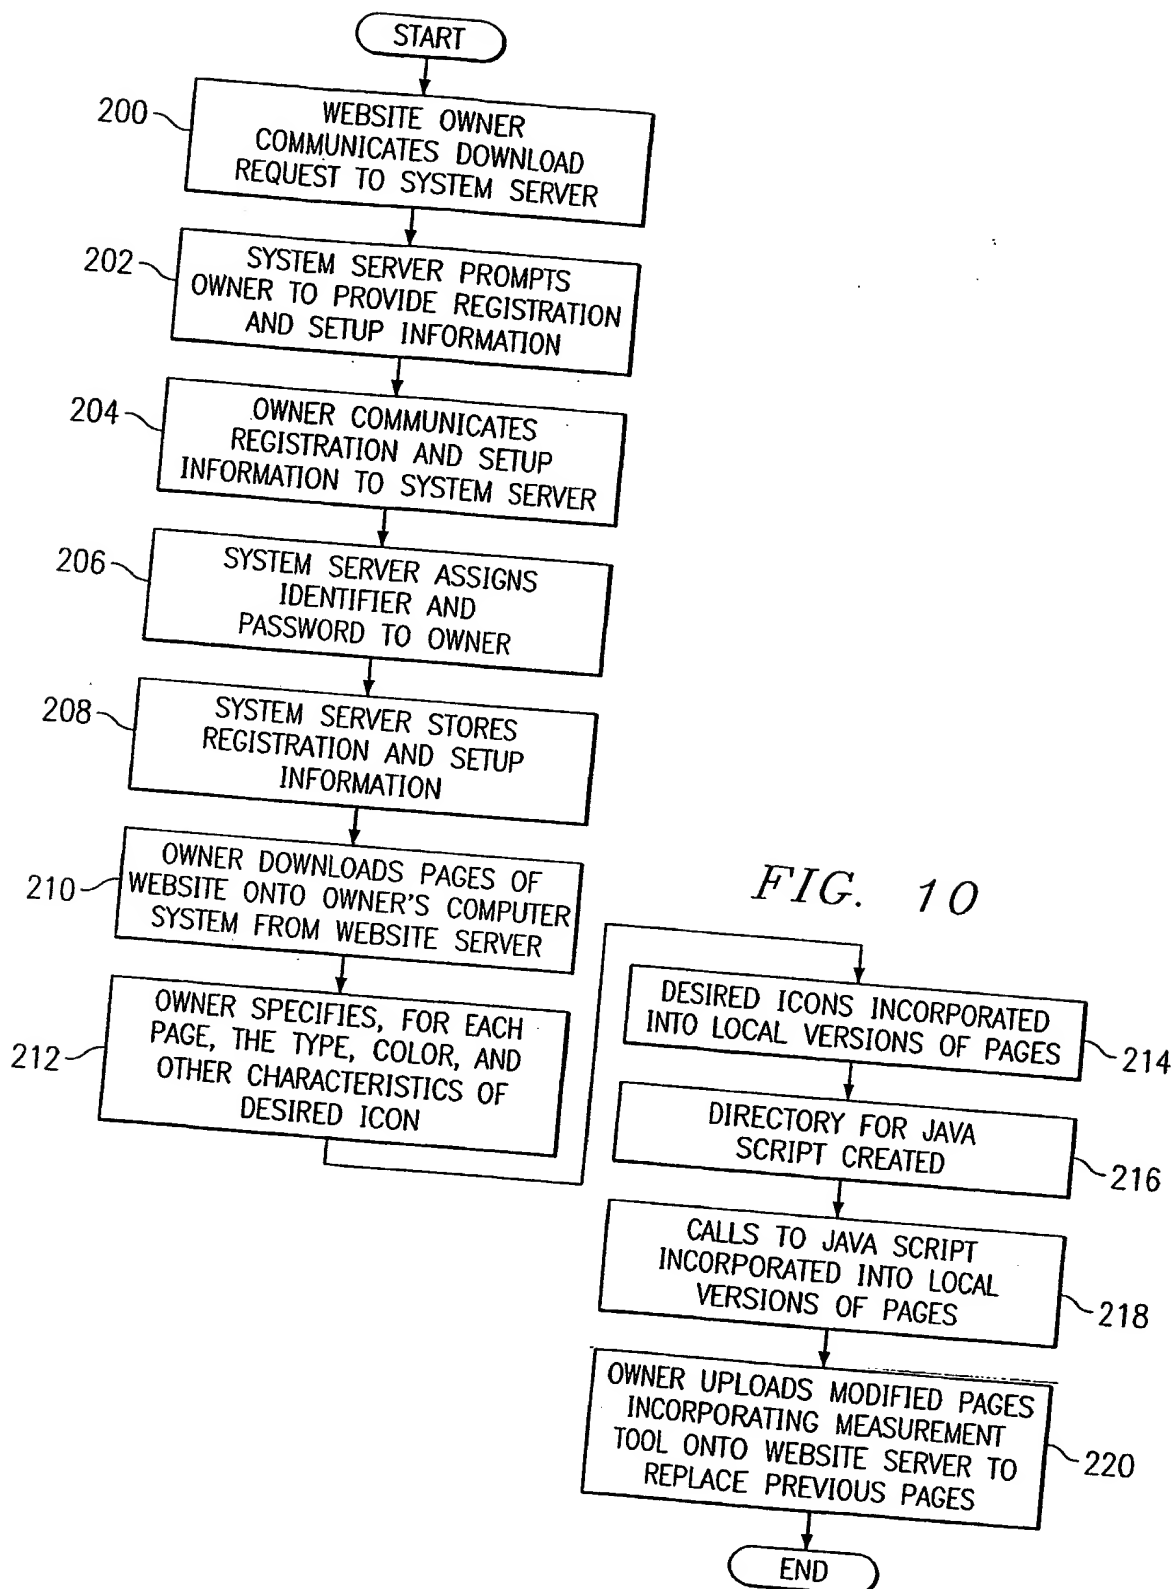 START
200
WEBSITE OWNER
COMMUNICATES DOWNLOAD
REQUEST TO SYSTEM SERVER
202
SYSTEM SERVER PROMPTS
OWNER TO PROVIDE REGISTRATION
AND SETUP INFORMATION
204
OWNER COMMUNICATES
REGISTRATION AND SETUP
INFORMATION TO SYSTEM SERVER
206
SYSTEM SERVER ASSIGNS
IDENTIFIER AND
PASSWORD TO OWNER
208
SYSTEM SERVER STORES
REGISTRATION AND SETUP
INFORMATION
210
OWNER DOWNLOADS PAGES OF
WEBSITE ONTO OWNER'S COMPUTER
SYSTEM FROM WEBSITE SERVER
212
OWNER SPECIFIES, FOR EACH
PAGE, THE TYPE, COLOR, AND
OTHER CHARACTERISTICS OF
DESIRED ICON
FIG. 10
DESIRED ICONS INCORPORATED
INTO LOCAL VERSIONS OF PAGES
214
DIRECTORY FOR JAVA
SCRIPT CREATED
216
CALLS TO JAVA SCRIPT
INCORPORATED INTO LOCAL
VERSIONS OF PAGES
218
OWNER UPLOADS MODIFIED PAGES
INCORPORATING MEASUREMENT
TOOL ONTO WEBSITE SERVER TO
REPLACE PREVIOUS PAGES
220
END